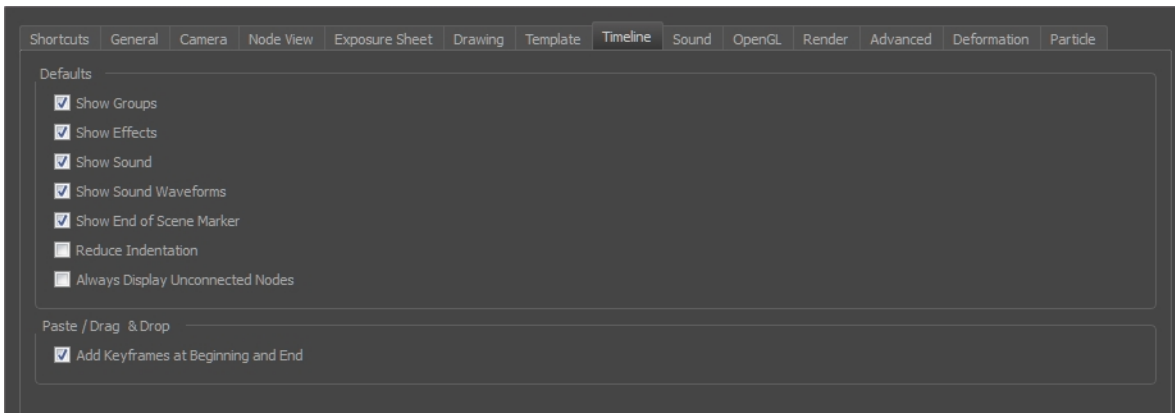 Shortcuts General Camera Node View Exposure Sheet Drawing Template Timeline Sound OpenGL Render Advanced Deformation Particle
Defaults
Show Groups
Show Effects
Show Sound
Show Sound Waveforms
Show End of Scene Marker
Reduce Indentation
Always Display Unconnected Nodes
Paste / Drag & Drop
Add Keyframes at Beginning and End